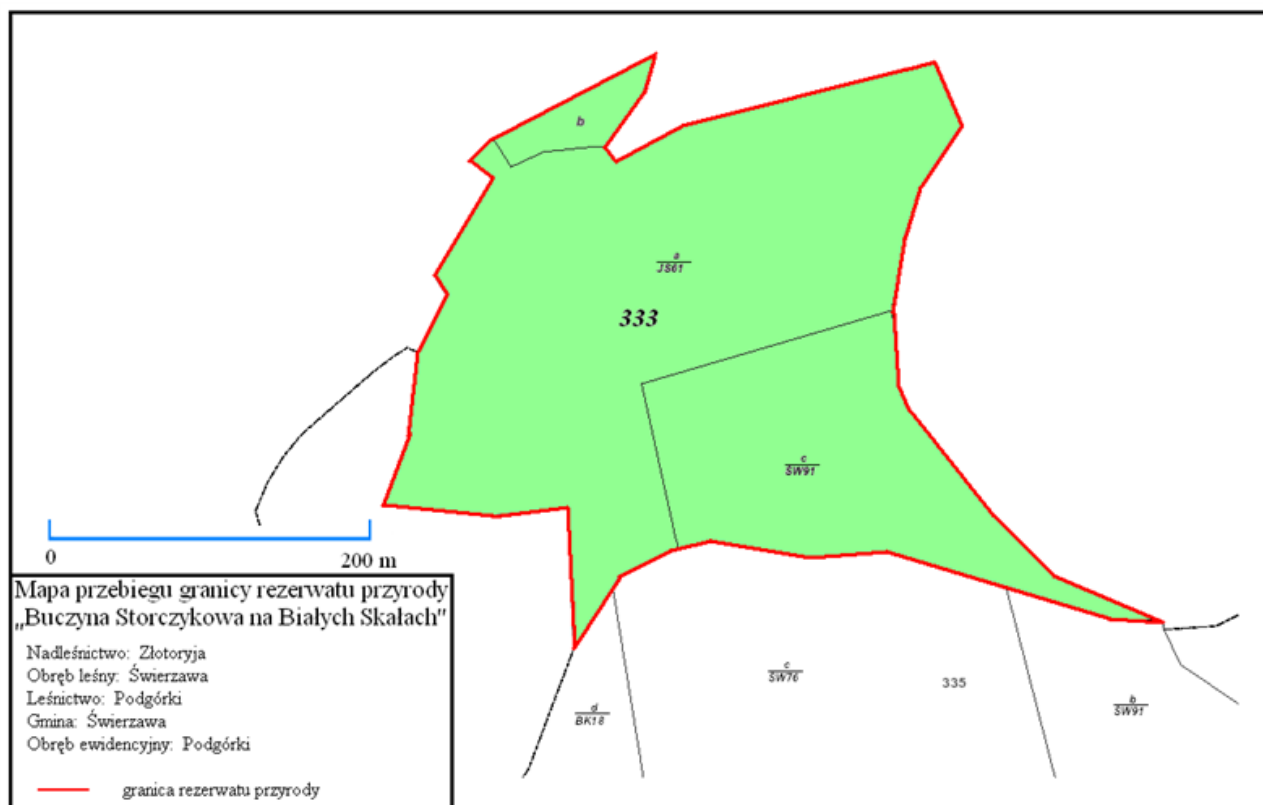 b
a
JS61
333
c
SW91
0
200 m
Mapa przebiegu granicy rezerwatu przyrody
„Buczyna Storczykowa na Białych Skałach"
Nadleśnictwo: Złotoryja
Obręb leśny: Świerzawa
Leśnictwo: Podgórki
Gmina: Świerzawa
Obręb ewidencyjny: Podgórki
granica rezerwatu przyrody
d
BK18
c
SW76
335
b
SW91